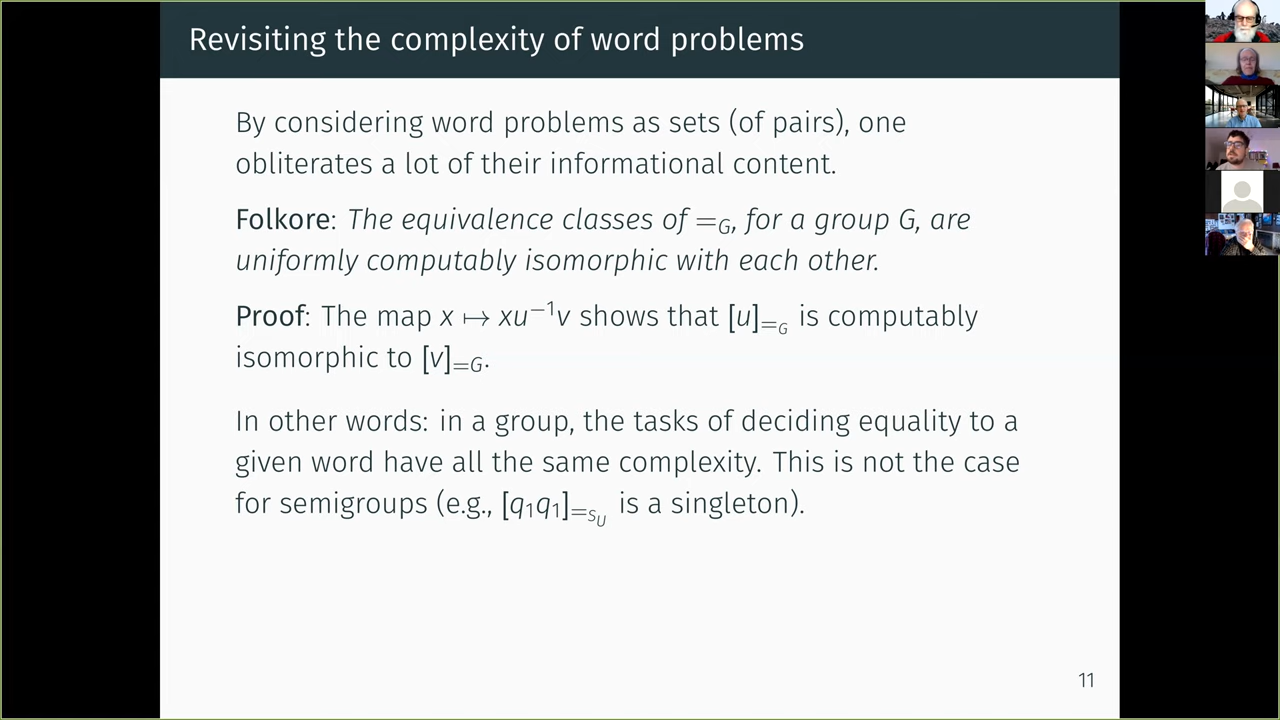 Revisiting the complexity of word problems
By considering word problems as sets (of pairs), one
obliterates a lot of their informational content.
Folkore: The equivalence classes of =G, for a group G, are
uniformly computably isomorphic with each other.
Proof: The map x ↦ xu⁻¹v shows that [u]=G is computably
isomorphic to [v]=G.
In other words: in a group, the tasks of deciding equality to a
given word have all the same complexity. This is not the case
for semigroups (e.g., [q₁q₁]=SU is a singleton).
11